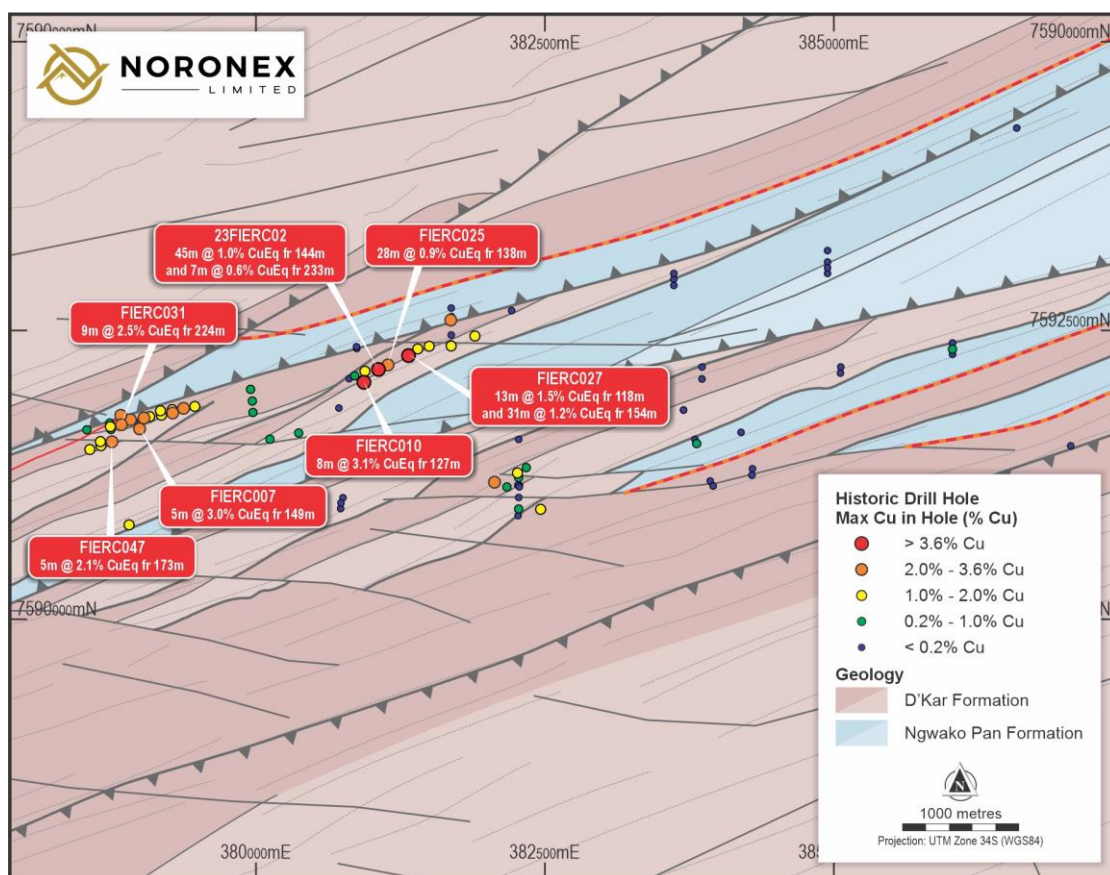 7590000mN
382500mE
385000mE
7590000mN
NORONEX
LIMITED
23FIERC02
45m @ 1.0% CuEq fr 144m
and 7m @ 0.6% CuEq fr 233m
FIERC025
28m @ 0.9% CuEq fr 138m
FIERC031
9m @ 2.5% CuEq fr 224m
7592500mN
FIERC027
13m @ 1.5% CuEq fr 118m
and 31m @ 1.2% CuEq fr 154m
FIERC010
8m @ 3.1% CuEq fr 127m
FIERC007
5m @ 3.0% CuEq fr 149m
FIERC047
5m @ 2.1% CuEq fr 173m
7590000mN
Historic Drill Hole
Max Cu in Hole (% Cu)
> 3.6% Cu
2.0% - 3.6% Cu
1.0% - 2.0% Cu
0.2% - 1.0% Cu
< 0.2% Cu
Geology
D'Kar Formation
Ngwako Pan Formation
N
1000 metres
Projection: UTM Zone 34S (WGS84)
380000mE
382500mE